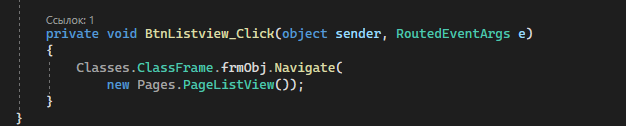 Ссылок: 1
private void BtnListview_Click(object sender, RoutedEventArgs e)
{
Classes.ClassFrame.frmObj.Navigate(
new Pages.PageListView());
}
}